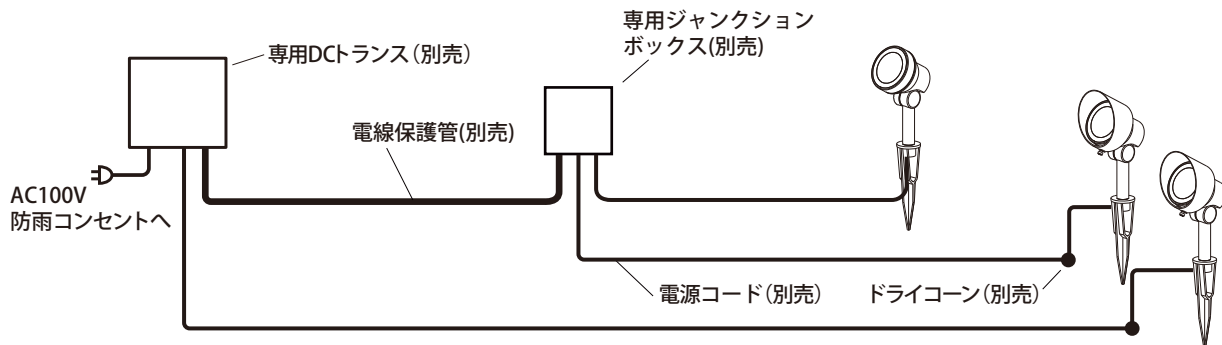 専用DCトランス（別売）
専用ジャンクション
ボックス(別売)
電線保護管(別売)
AC100V
防雨コンセントへ
電源コード（別売）
ドライコーン（別売）